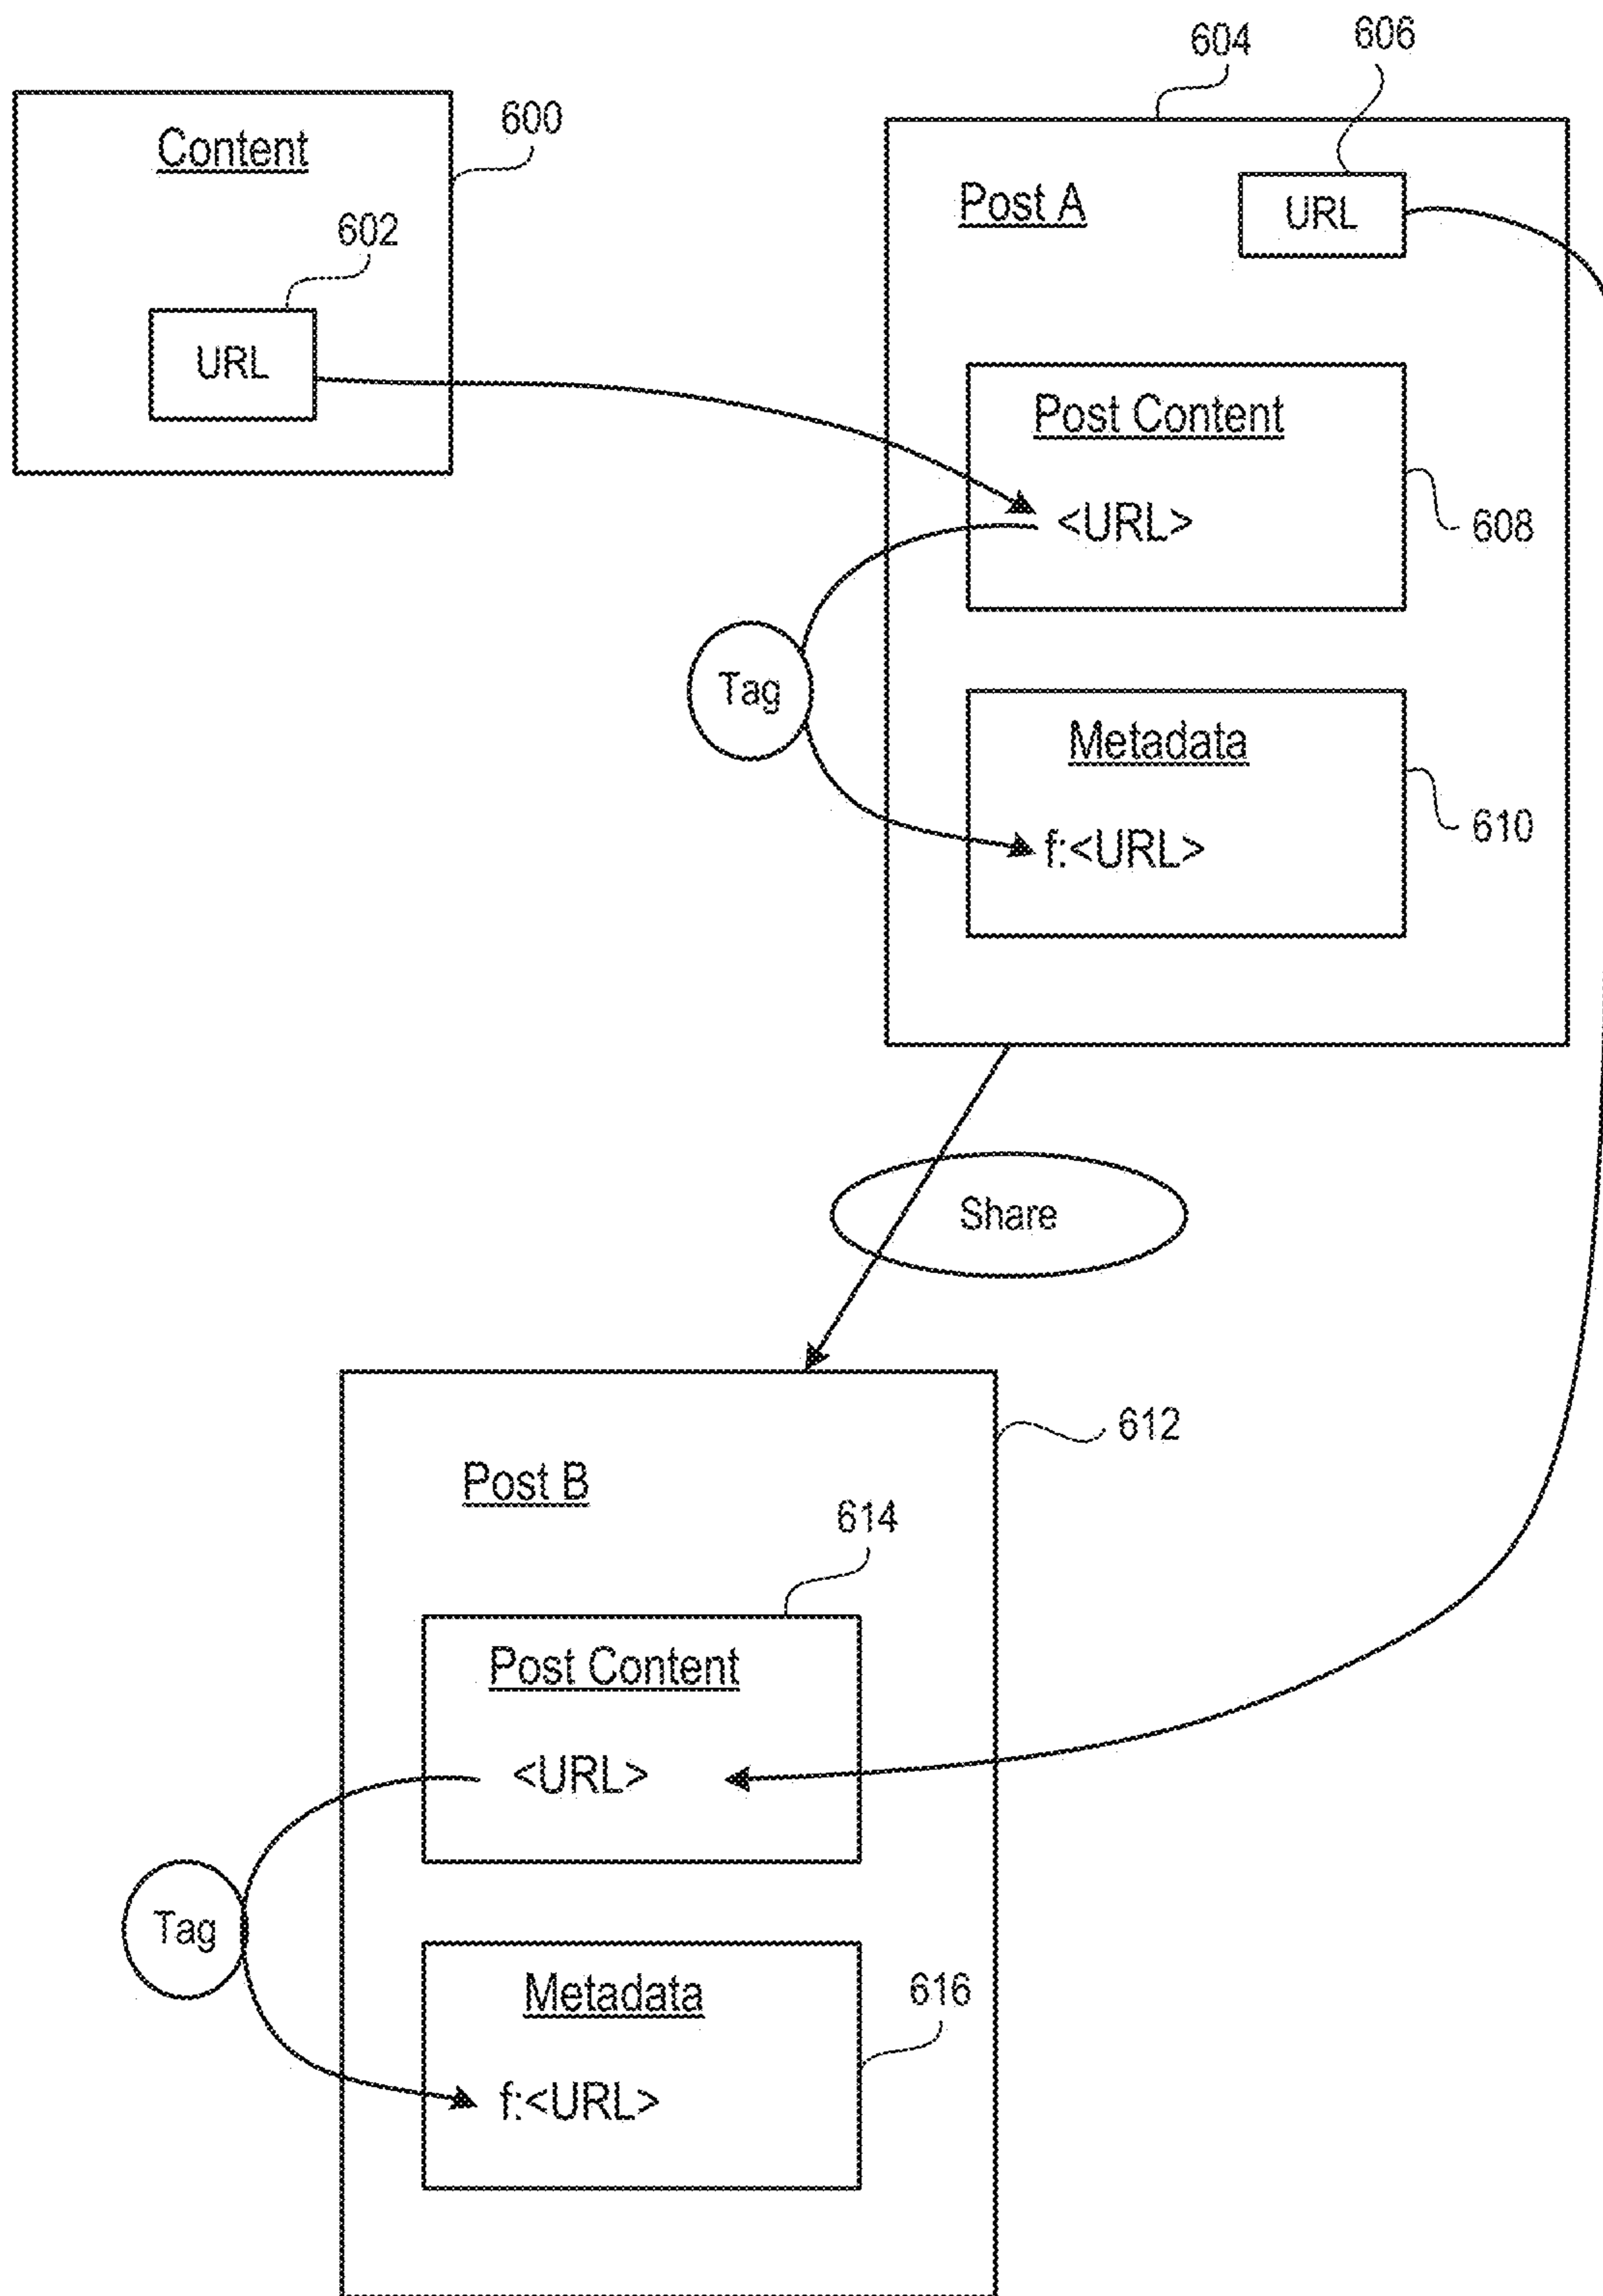 604
606
Content
600
Post A
URL
602
URL
Post Content
<URL>
608
Tag
Metadata
f:<URL>
610
Share
612
Post B
614
Post Content
<URL>
Tag
Metadata
616
f:<URL>